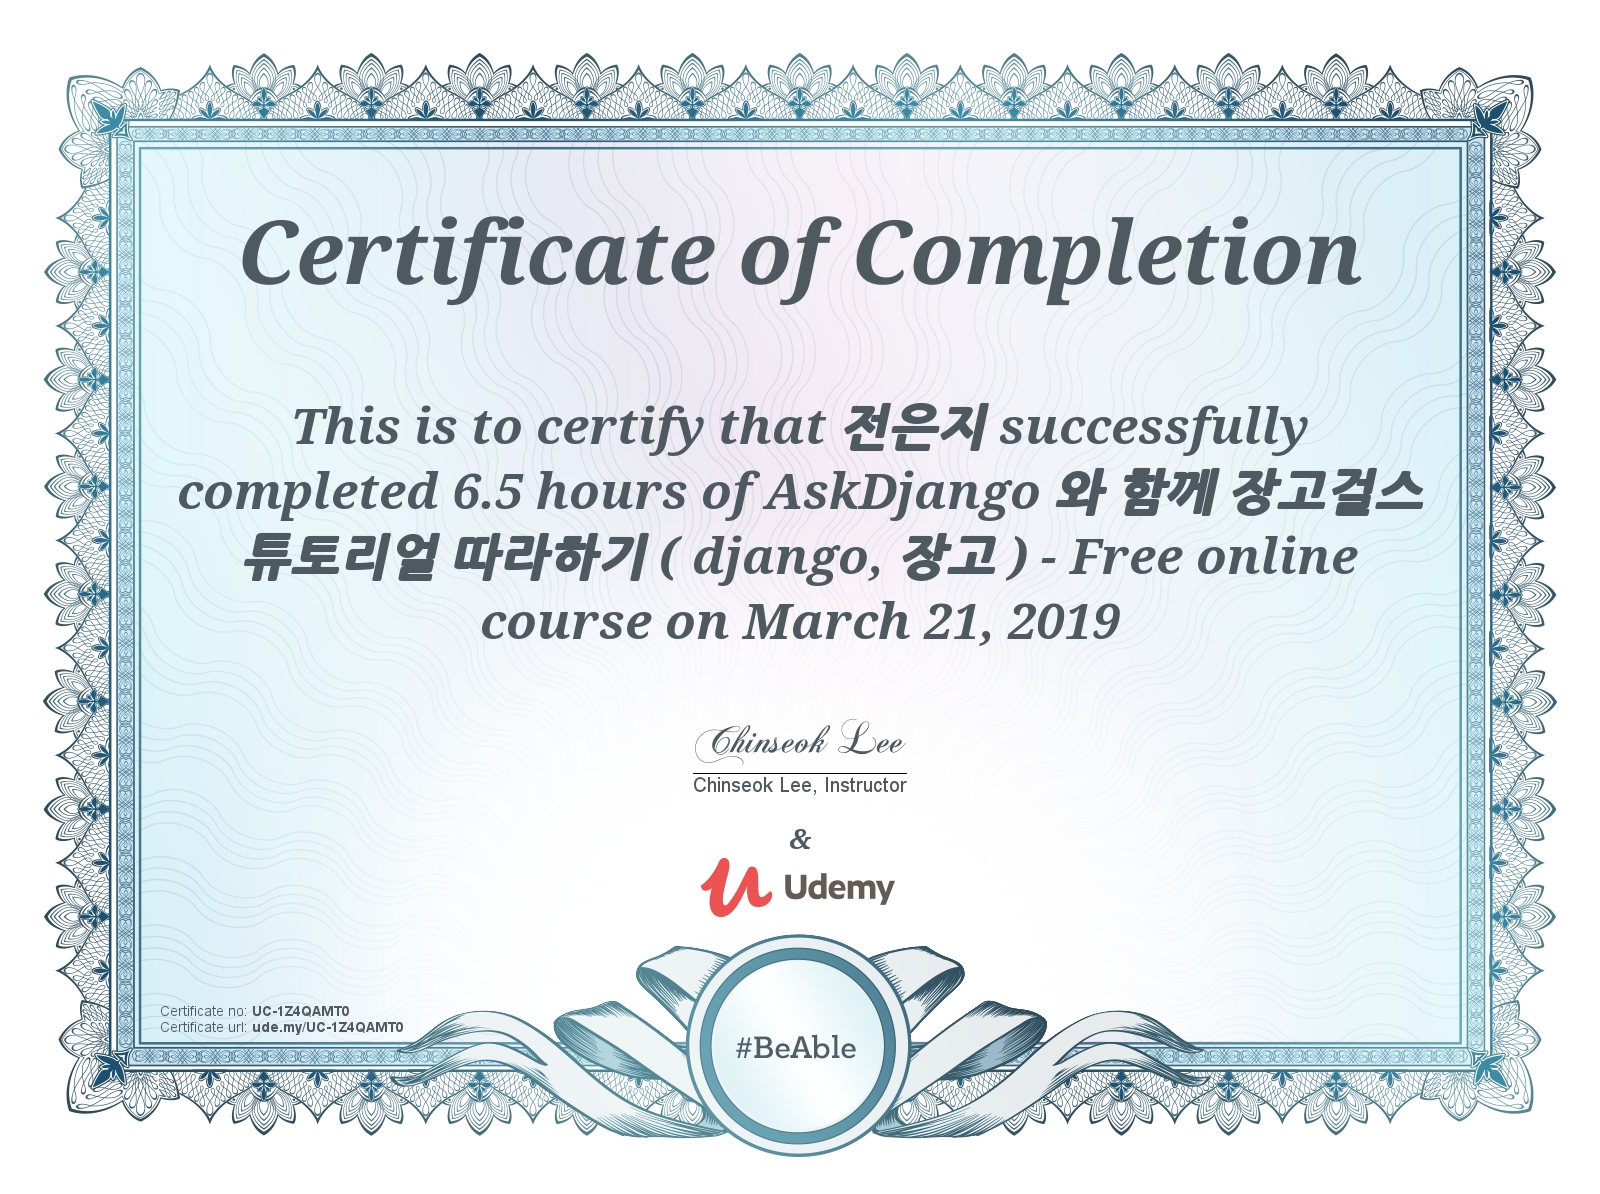 Certificate of Completion
This is to certify that 전은지 successfully
completed 6.5 hours of AskDjango 와 함께 장고걸스
튜토리얼 따라하기 ( django, 장고 ) - Free online
course on March 21, 2019
Chinseok Lee
Chinseok Lee, Instructor
&
Udemy
Certificate no: UC-1Z4QAMT0
Certificate url: ude.my/UC-1Z4QAMT0
#BeAble